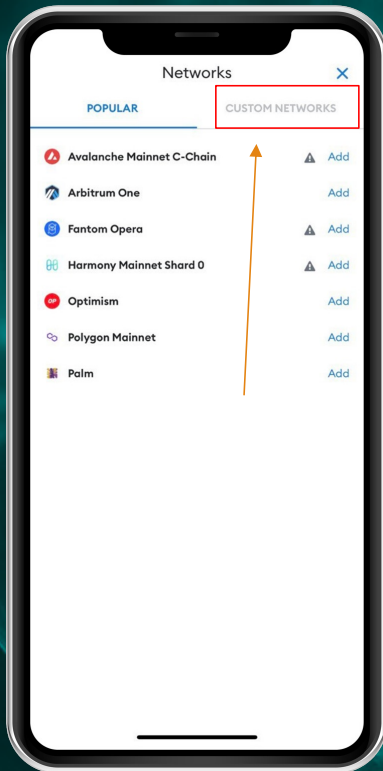 Networks
POPULAR CUSTOM NETWORKS
Avalanche Mainnet C-Chain Add
Arbitrum One Add
Fantom Opera Add
Harmony Mainnet Shard 0 Add
OP Optimism Add
Polygon Mainnet Add
Palm Add